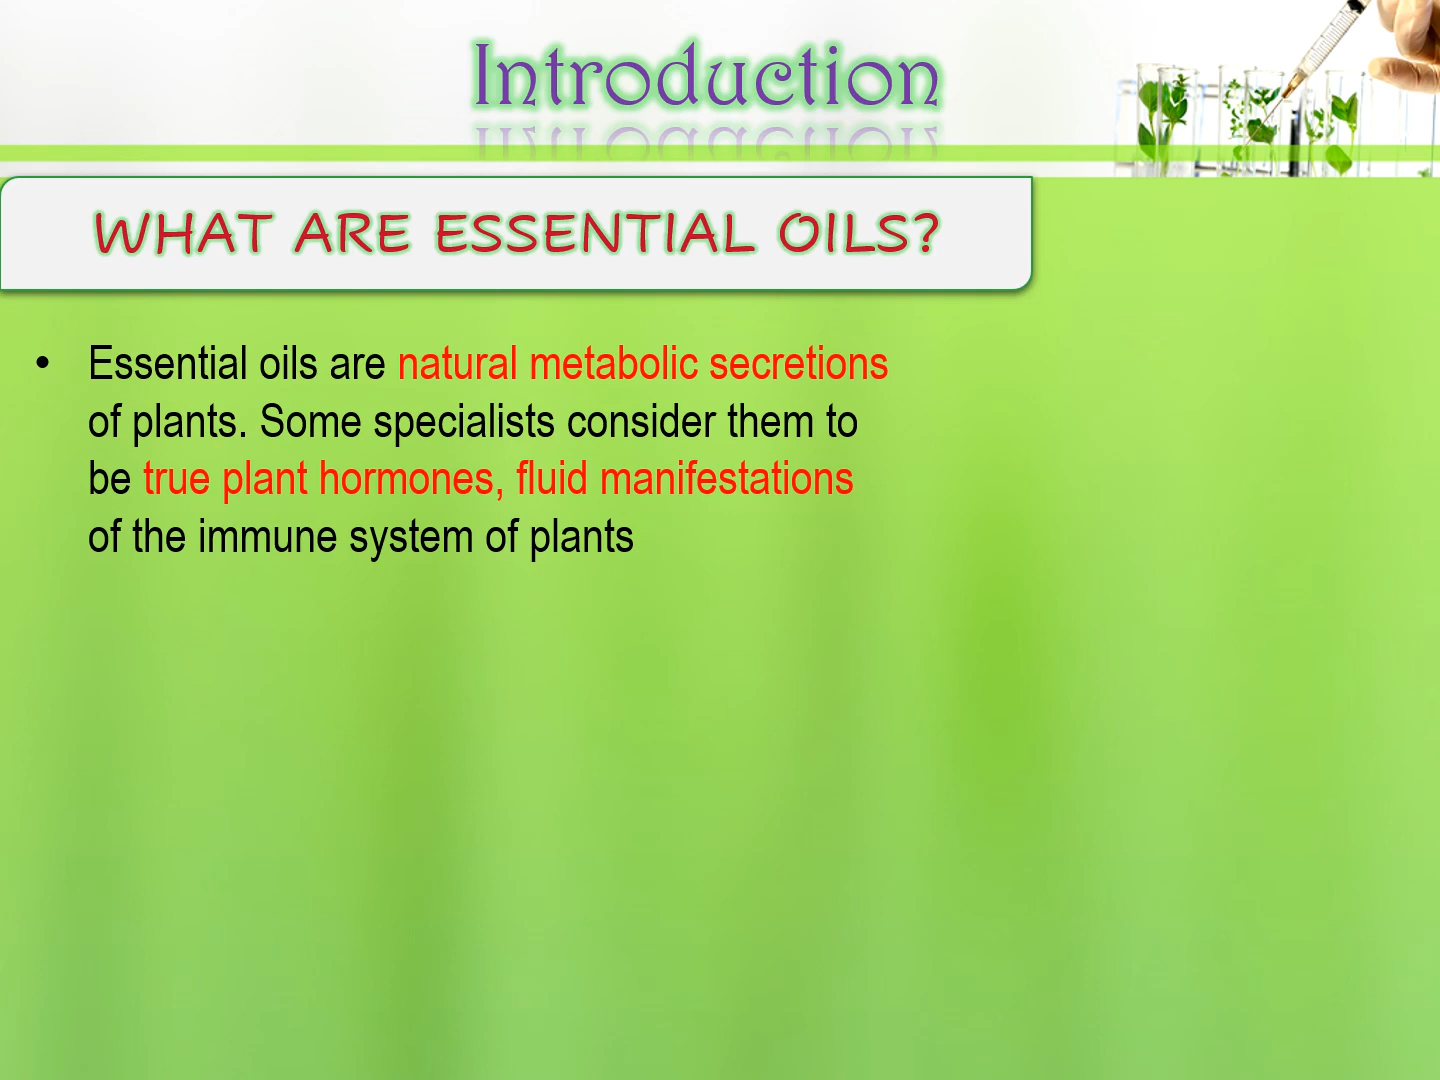 Introduction
WHAT ARE ESSENTIAL OILS?
• Essential oils are natural metabolic secretions
of plants. Some specialists consider them to
be true plant hormones, fluid manifestations
of the immune system of plants